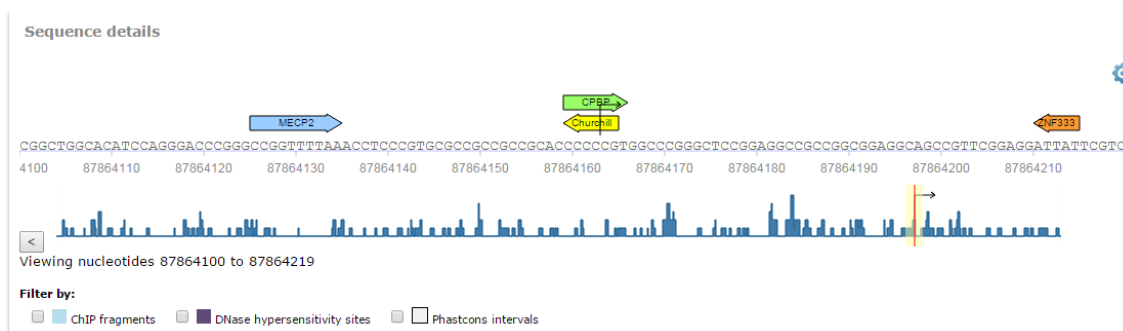 Sequence details
CPBP
MECP2 Churchill ZNF333
CGGCTGGCACATCCAGGGACCCGGGCCGGTTTTAAACCTCCCGTGCGCCGCCGCCGCACCCCCCGTGGCCCGGGCTCCGGAGGCCGCCGGCGGAGGCAGCCGTTCGGAGGATTATTCGTC
4100 87864110 87864120 87864130 87864140 87864150 87864160 87864170 87864180 87864190 87864200 87864210
<
Viewing nucleotides 87864100 to 87864219
Filter by:
ChIP fragments DNase hypersensitivity sites Phastcons intervals